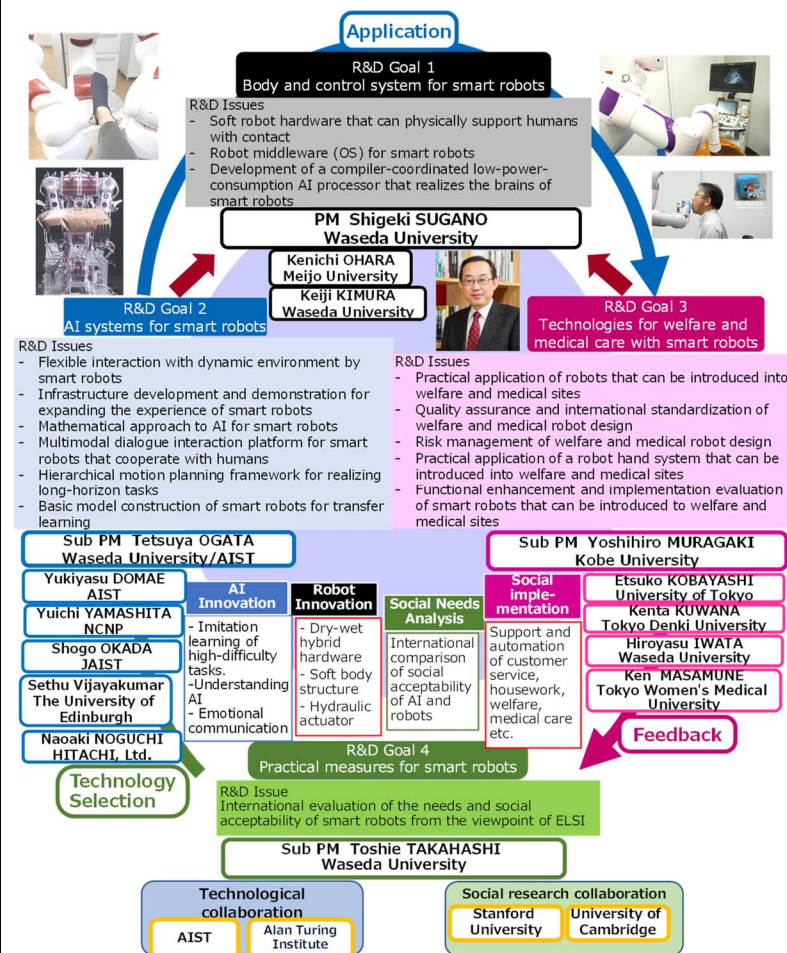 Application
R&D Goal 1
Body and control system for smart robots
R&D Issues
- Soft robot hardware that can physically support humans
with contact
- Robot middleware (OS) for smart robots
- Development of a compiler-coordinated low-power-
consumption AI processor that realizes the brains of
smart robots
PM Shigeki SUGANO
Waseda University
Kenichi OHARA
Meijo University
Keiji KIMURA
Waseda University
R&D Goal 2
AI systems for smart robots
R&D Issues
- Flexible interaction with dynamic environment by
smart robots
- Infrastructure development and demonstration for
expanding the experience of smart robots
- Mathematical approach to AI for smart robots
- Multimodal dialogue interaction platform for smart
robots that cooperate with humans
- Hierarchical motion planning framework for realizing
long-horizon tasks
- Basic model construction of smart robots for transfer
learning
Sub PM Tetsuya OGATA
Waseda University/AIST
Yukiyasu DOMAE
AIST
Yuichi YAMASHITA
NCNP
Shogo OKADA
JAIST
Sethu Vijayakumar
The University of
Edinburgh
Naoaki NOGUCHI
HITACHI, Ltd.
Technology
Selection
R&D Goal 3
Technologies for welfare and
medical care with smart robots
R&D Issues
- Practical application of robots that can be introduced into
welfare and medical sites
- Quality assurance and international standardization of
welfare and medical robot design
- Risk management of welfare and medical robot design
- Practical application of a robot hand system that can be
introduced into welfare and medical sites
- Functional enhancement and implementation evaluation
of smart robots that can be introduced to welfare and
medical sites
Sub PM Yoshihiro MURAGAKI
Kobe University
Etsuko KOBAYASHI
University of Tokyo
Kenta KUWANA
Tokyo Denki University
Hiroyasu IWATA
Waseda University
Ken MASAMUNE
Tokyo Women's Medical
University
Feedback
AI
Innovation
- Imitation
learning of
high-difficulty
tasks.
-Understanding
AI
- Emotional
communication
Robot
Innovation
- Dry-wet
hybrid
hardware
- Soft body
structure
- Hydraulic
actuator
Social Needs
Analysis
International
comparison
of social
acceptability
of AI and
robots
Social
imple-
mentation
Support and
automation
of customer
service,
housework,
welfare,
medical care
etc.
R&D Goal 4
Practical measures for smart robots
R&D Issue
International evaluation of the needs and social
acceptability of smart robots from the viewpoint of ELSI
Sub PM Toshie TAKAHASHI
Waseda University
Technological
collaboration
AIST
Alan Turing
Institute
Social research collaboration
Stanford
University
University of
Cambridge